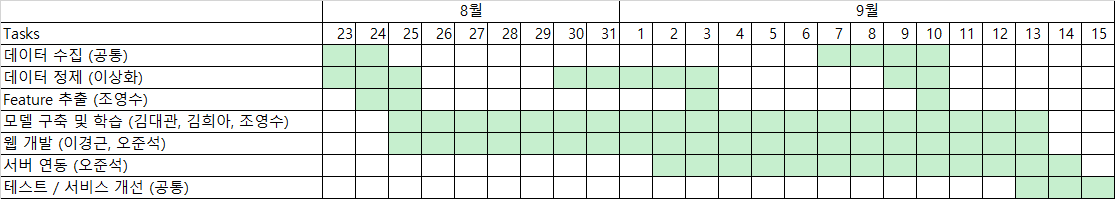 8월 9월
Tasks 23 24 25 26 27 28 29 30 31 1 2 3 4 5 6 7 8 9 10 11 12 13 14 15
데이터 수집 (공통)
데이터 정제 (이상화)
Feature 추출 (조영수)
모델 구축 및 학습 (김대관, 김희아, 조영수)
웹 개발 (이경근, 오준석)
서버 연동 (오준석)
테스트 / 서비스 개선 (공통)